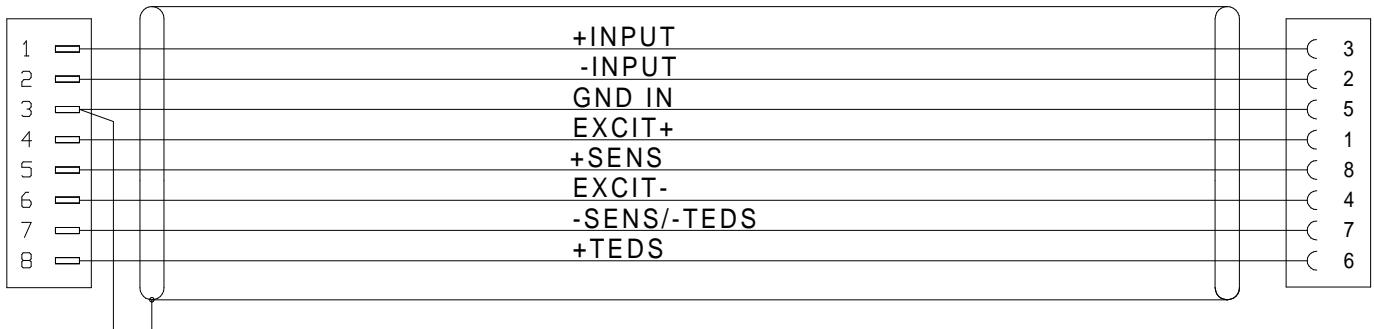 1 +INPUT 3
2 -INPUT 2
3 GND IN 5
4 EXCIT+ 1
5 +SENS 8
6 EXCIT- 4
7 -SENS/-TEDS 7
8 +TEDS 6